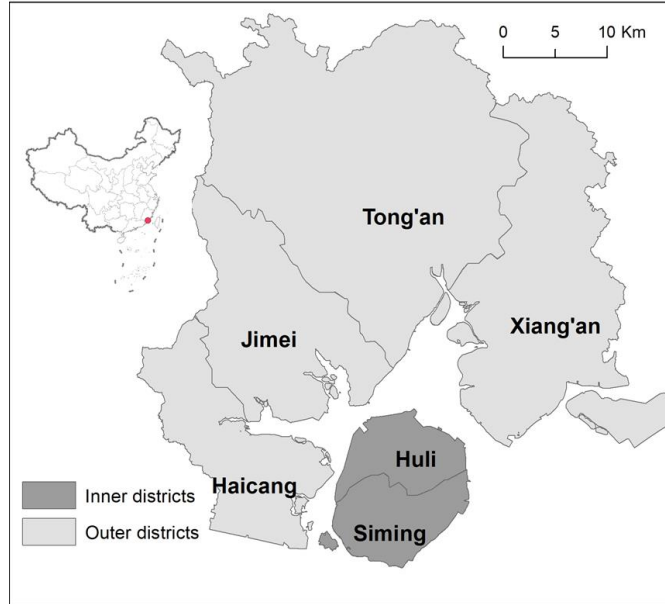 0 5 10 Km
Tong'an
Xiang'an
Jimei
Huli
Haicang
Siming
Inner districts
Outer districts